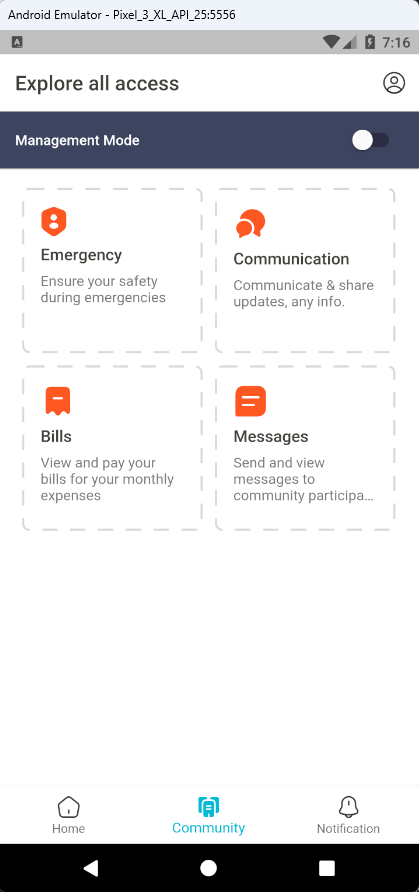 Android Emulator - Pixel_3_XL_API_25:5556
A 7:16
Explore all access
Management Mode
Emergency
Ensure your safety
during emergencies
Communication
Communicate & share
updates, any info.
Bills
View and pay your
bills for your monthly
expenses
Messages
Send and view
messages to
community participa...
Home
Community
Notification